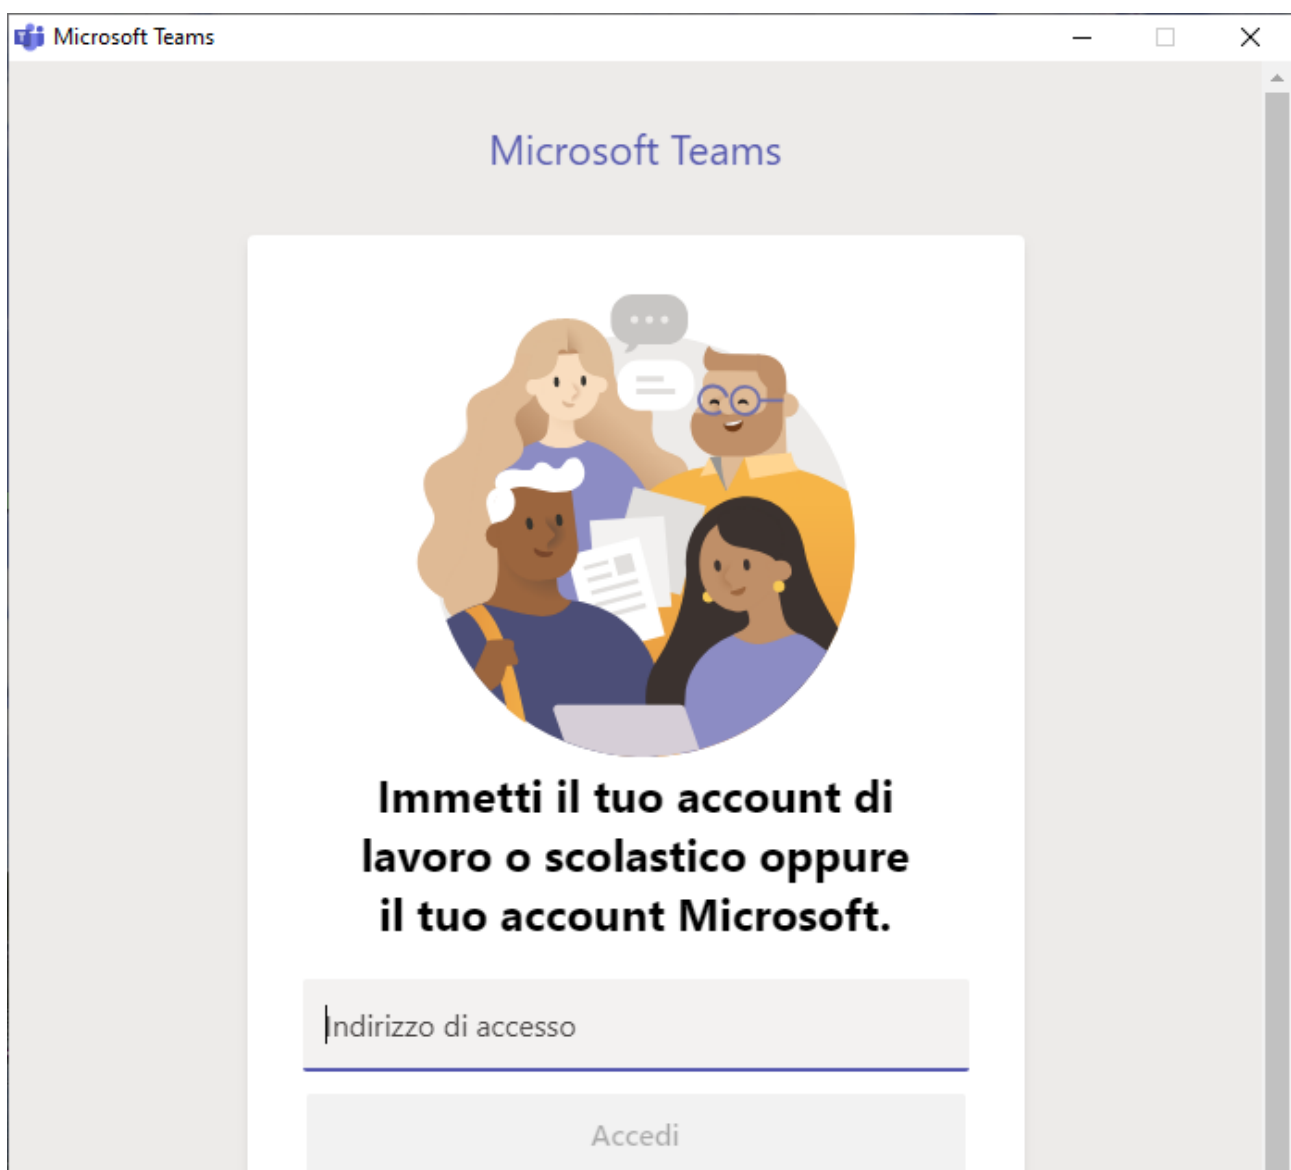 Microsoft Teams
Microsoft Teams
Immetti il tuo account di
lavoro o scolastico oppure
il tuo account Microsoft.
Indirizzo di accesso
Accedi